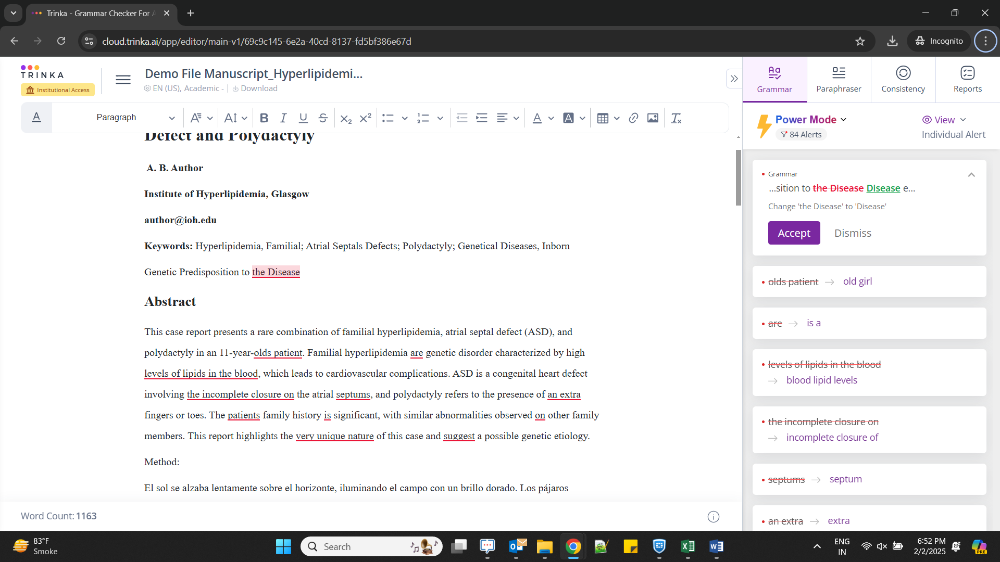 Trinka - Grammar Checker For A
cloud.trinka.ai/app/editor/main-v1/69c9c145-6e2a-40cd-8137-fd5bf386e67d
Incognito
TRINKA
Institutional Access
Demo File Manuscript_Hyperlipidemi...
EN (US), Academic - | Download
Paragraph
Defect and Polydactyly
A. B. Author
Institute of Hyperlipidemia, Glasgow
author@ioh.edu
Keywords: Hyperlipidemia, Familial; Atrial Septals Defects; Polydactyly; Genetical Diseases, Inborn
Genetic Predisposition to the Disease
Abstract
This case report presents a rare combination of familial hyperlipidemia, atrial septal defect (ASD), and
polydactyly in an 11-year-olds patient. Familial hyperlipidemia are genetic disorder characterized by high
levels of lipids in the blood, which leads to cardiovascular complications. ASD is a congenital heart defect
involving the incomplete closure on the atrial septums, and polydactyly refers to the presence of an extra
fingers or toes. The patients family history is significant, with similar abnormalities observed on other family
members. This report highlights the very unique nature of this case and suggest a possible genetic etiology.
Method:
El sol se alzaba lentamente sobre el horizonte, iluminando el campo con un brillo dorado. Los pájaros
Word Count: 1163
Grammar
Paraphraser
Consistency
Reports
Power Mode
84 Alerts
View
Individual Alert
Grammar
...sition to the Disease Disease e...
Change 'the Disease' to 'Disease'
Accept
Dismiss
olds patient → old girl
are → is a
levels of lipids in the blood
→ blood lipid levels
the incomplete closure on
→ incomplete closure of
septums → septum
an extra → extra
83°F
Smoke
Search
ENG
IN
6:52 PM
2/2/2025
PRE